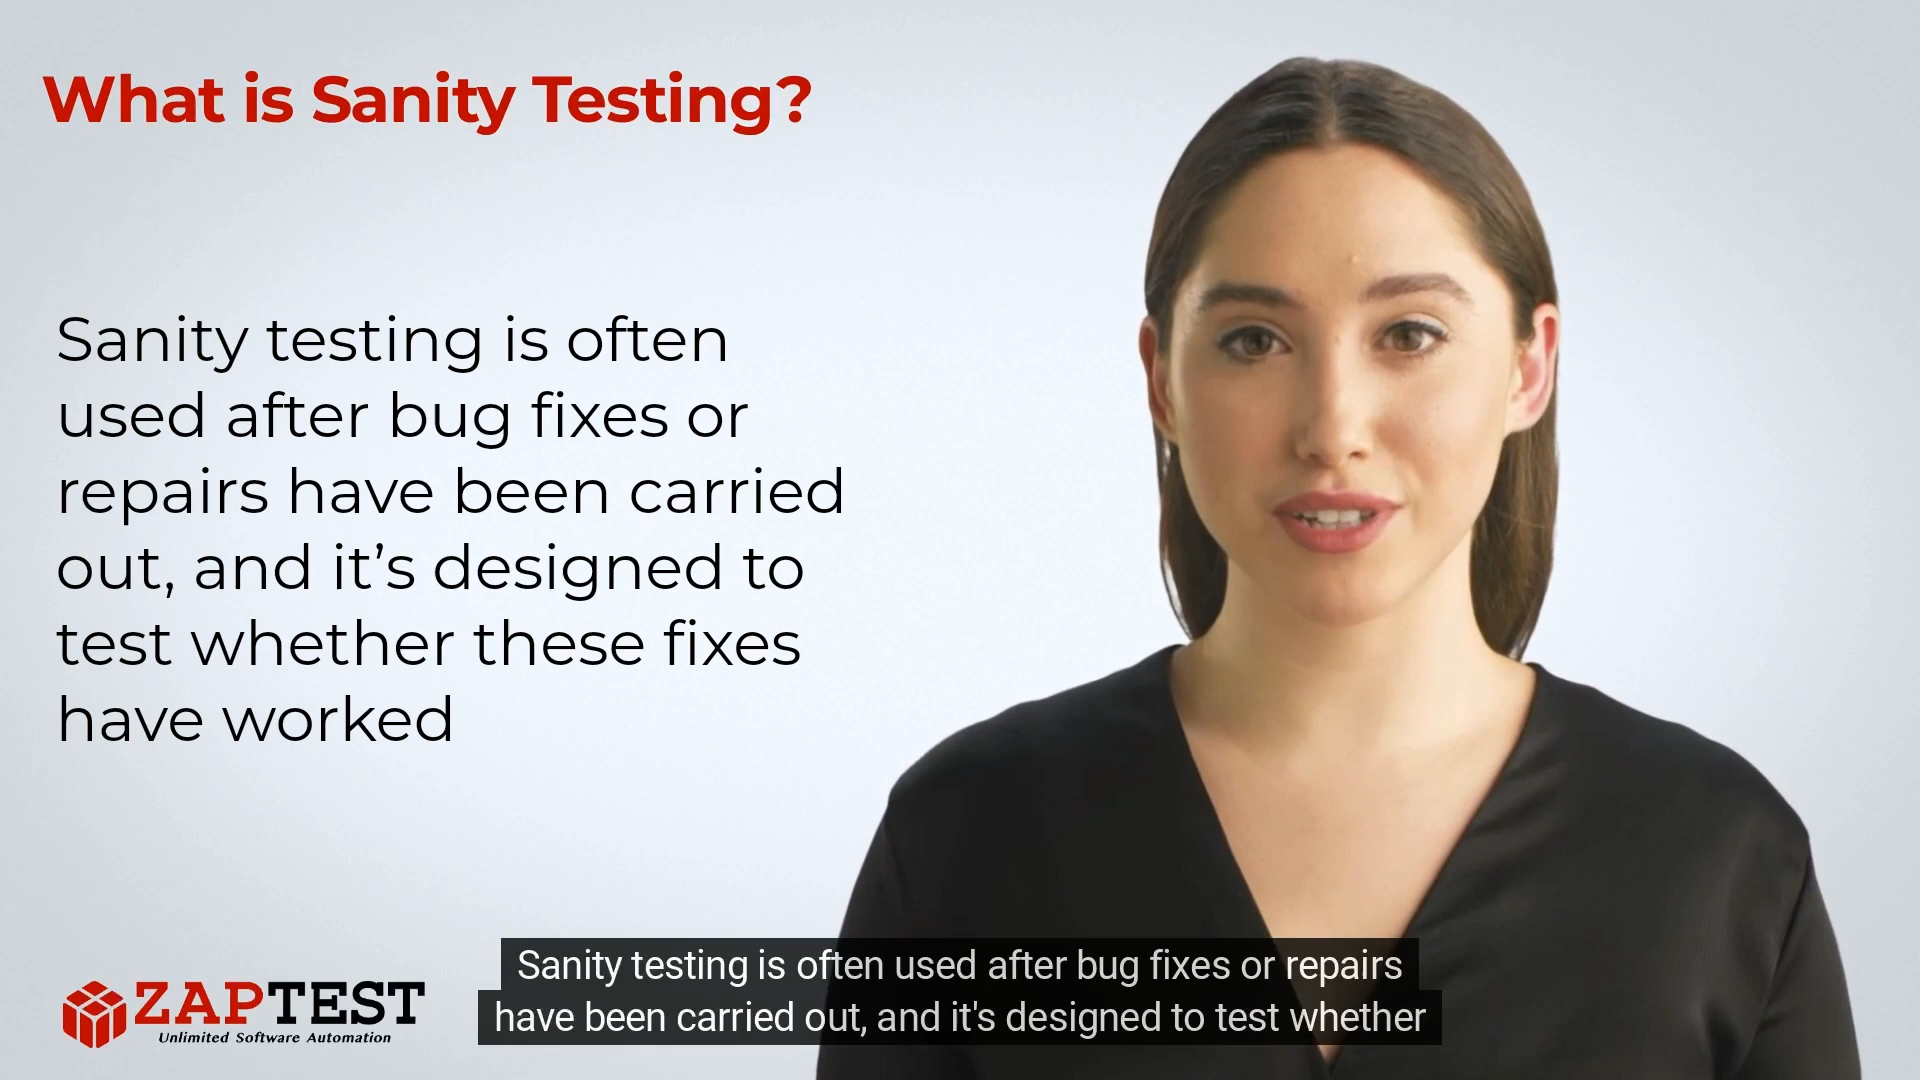 What is Sanity Testing?
Sanity testing is often
used after bug fixes or
repairs have been carried
out, and it’s designed to
test whether these fixes
have worked
ZAPTEST
Unlimited Software Automation
Sanity testing is often used after bug fixes or repairs
have been carried out, and it's designed to test whether